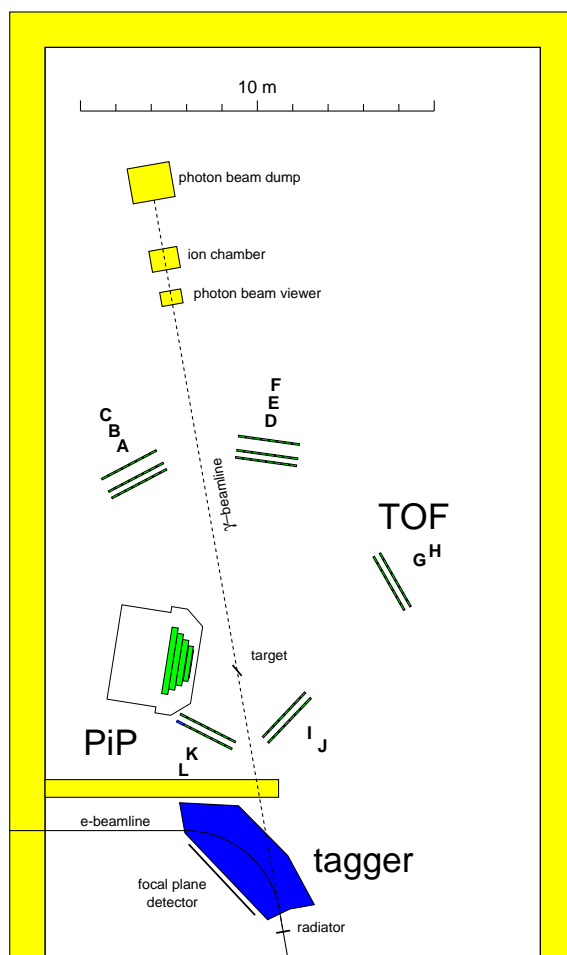 10 m
photon beam dump
ion chamber
photon beam viewer
F
E
D
C
B
A
γ–beamline
TOF
G H
target
PiP
I
J
K
L
e-beamline
tagger
focal plane
detector
radiator